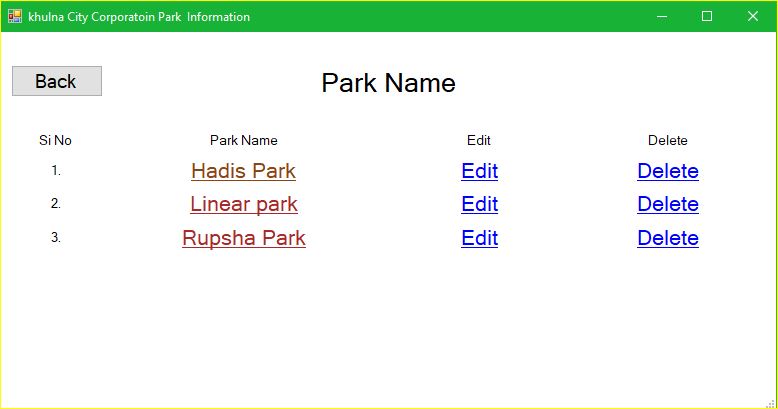 khulna City Corporatoin Park  Information
Back
Park Name
Si No Park Name Edit Delete
1. Hadis Park Edit Delete
2. Linear park Edit Delete
3. Rupsha Park Edit Delete